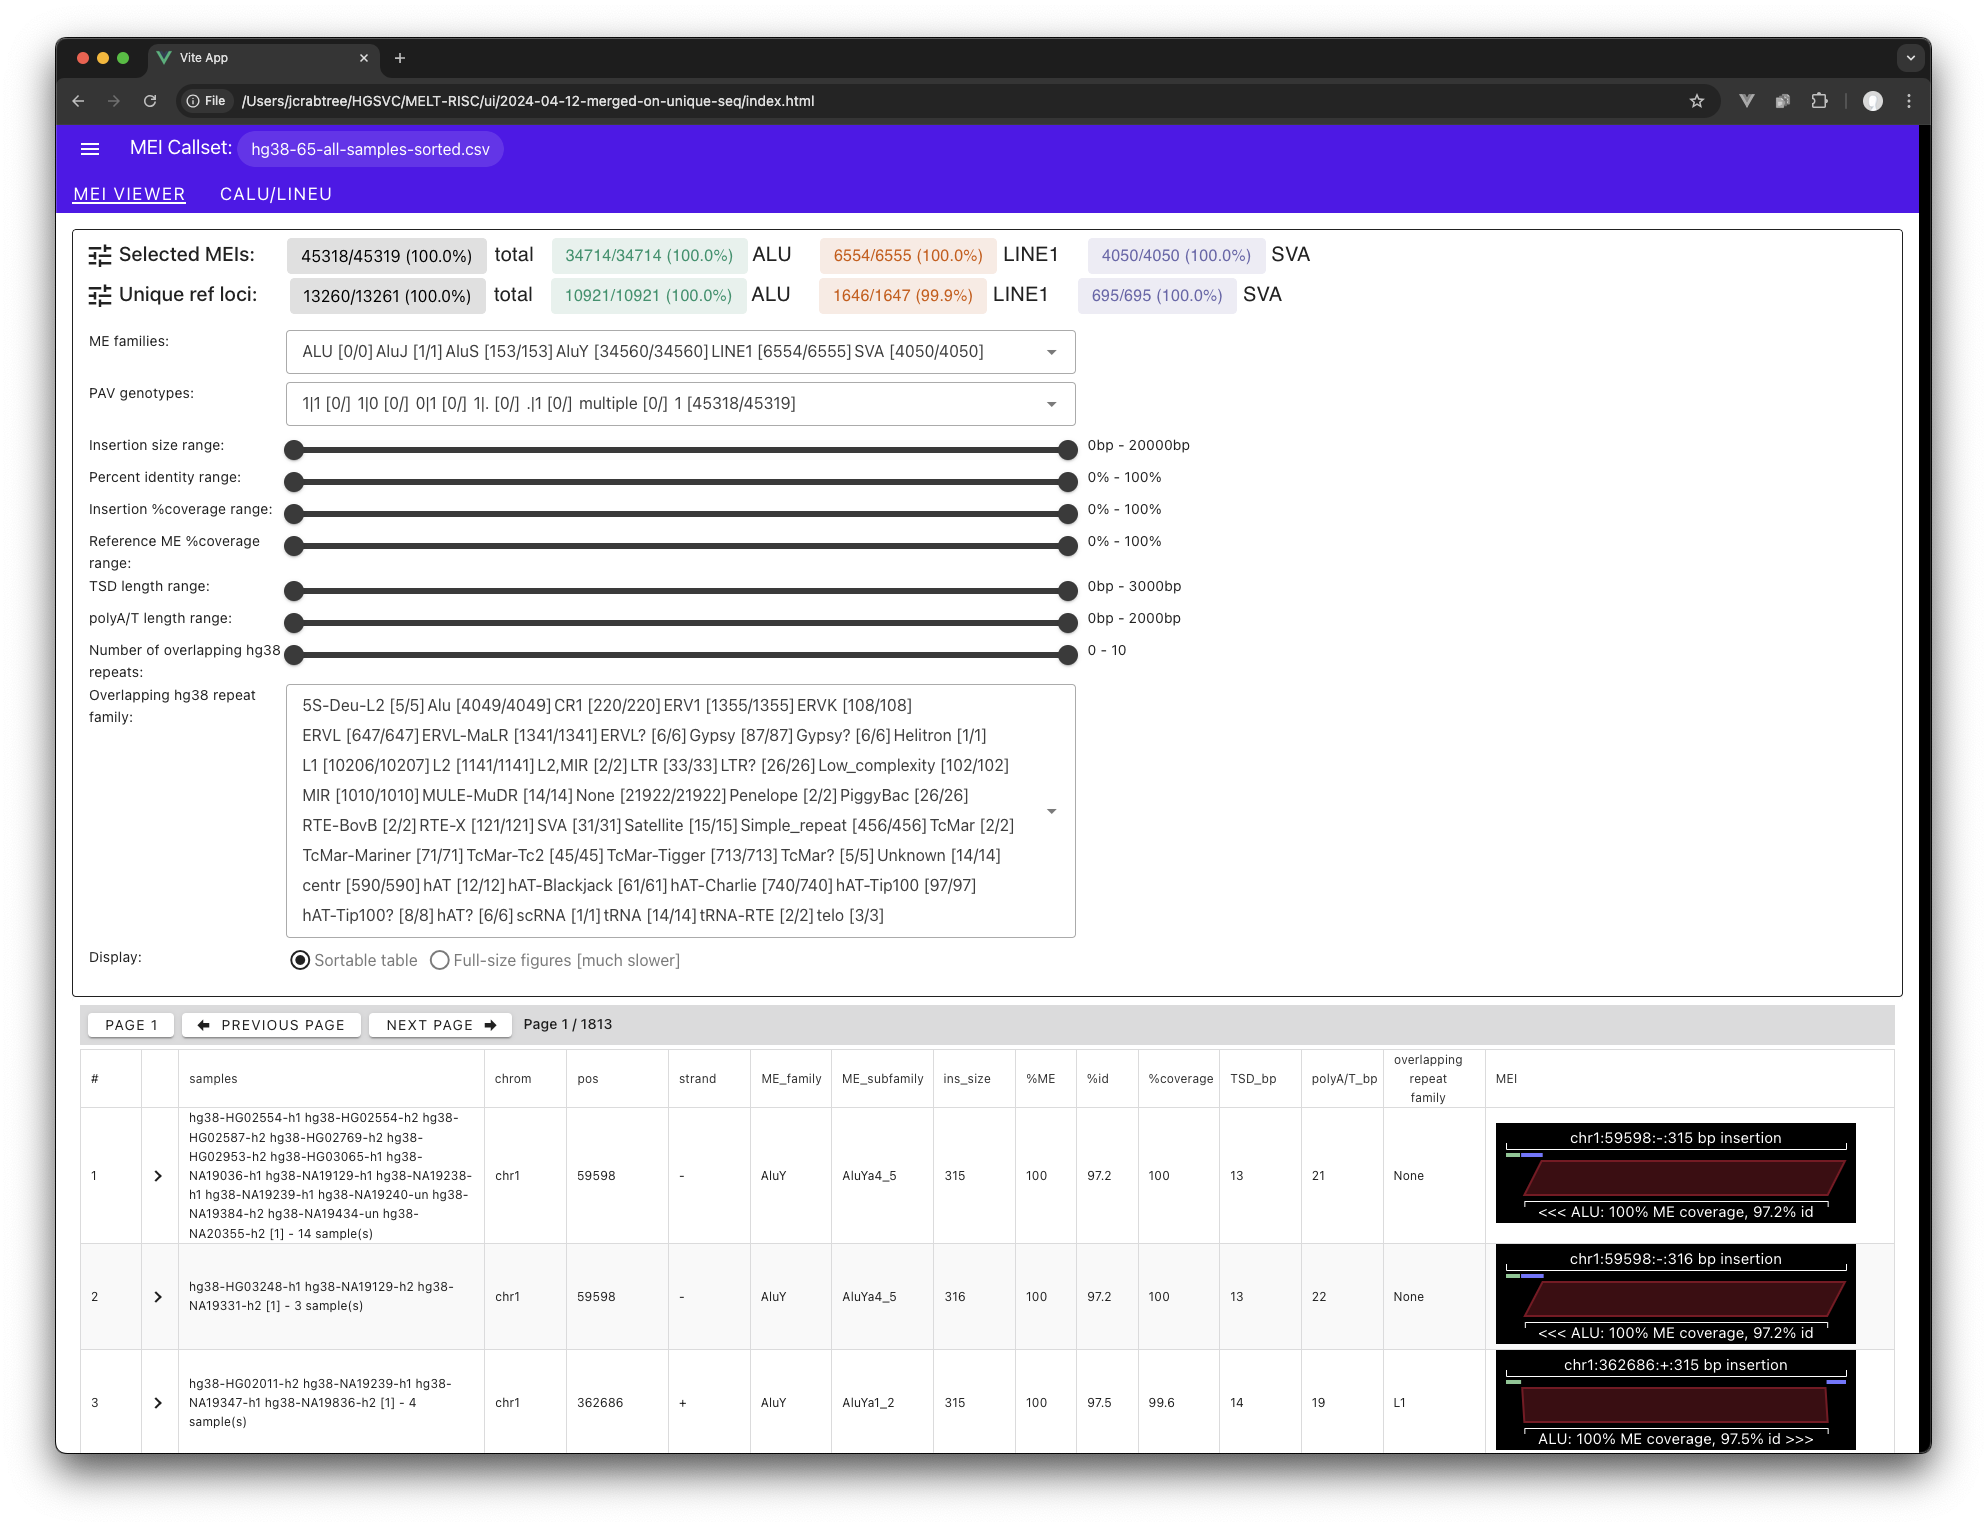 Vite App
File /Users/jcrabtree/HGSVC/MELT-RISC/ui/2024-04-12-merged-on-unique-seq/index.html
MEI Callset: hg38-65-all-samples-sorted.csv
MEI VIEWER CALU/LINEU
Selected MEIs: 45318/45319 (100.0%) total 34714/34714 (100.0%) ALU 6554/6555 (100.0%) LINE1 4050/4050 (100.0%) SVA
Unique ref loci: 13260/13261 (100.0%) total 10921/10921 (100.0%) ALU 1646/1647 (99.9%) LINE1 695/695 (100.0%) SVA
ME families: ALU [0/0] AluJ [1/1] AluS [153/153] AluY [34560/34560] LINE1 [6554/6555] SVA [4050/4050]
PAV genotypes: 1|1 [0/] 1|0 [0/] 0|1 [0/] 1|. [0/] .|1 [0/] multiple [0/] 1 [45318/45319]
Insertion size range: 0bp - 20000bp
Percent identity range: 0% - 100%
Insertion %coverage range: 0% - 100%
Reference ME %coverage 0% - 100%
range:
TSD length range: 0bp - 3000bp
polyA/T length range: 0bp - 2000bp
Number of overlapping hg38 0 - 10
repeats:
Overlapping hg38 repeat
family:
5S-Deu-L2 [5/5] Alu [4049/4049] CR1 [220/220] ERV1 [1355/1355] ERVK [108/108]
ERVL [647/647] ERVL-MaLR [1341/1341] ERVL? [6/6] Gypsy [87/87] Gypsy? [6/6] Helitron [1/1]
L1 [10206/10207] L2 [1141/1141] L2,MIR [2/2] LTR [33/33] LTR? [26/26] Low_complexity [102/102]
MIR [1010/1010] MULE-MuDR [14/14] None [21922/21922] Penelope [2/2] PiggyBac [26/26]
RTE-BovB [2/2] RTE-X [121/121] SVA [31/31] Satellite [15/15] Simple_repeat [456/456] TcMar [2/2]
TcMar-Mariner [71/71] TcMar-Tc2 [45/45] TcMar-Tigger [713/713] TcMar? [5/5] Unknown [14/14]
centr [590/590] hAT [12/12] hAT-Blackjack [61/61] hAT-Charlie [740/740] hAT-Tip100 [97/97]
hAT-Tip100? [8/8] hAT? [6/6] scRNA [1/1] tRNA [14/14] tRNA-RTE [2/2] telo [3/3]
Display: Sortable table Full-size figures [much slower]
PAGE 1 PREVIOUS PAGE NEXT PAGE Page 1 / 1813
# samples chrom pos strand ME_family ME_subfamily ins_size %ME %id %coverage TSD_bp polyA/T_bp overlapping repeat family MEI
hg38-HG02554-h1 hg38-HG02554-h2 hg38-
HG02587-h2 hg38-HG02769-h2 hg38-
HG02953-h2 hg38-HG03065-h1 hg38-
1 NA19036-h1 hg38-NA19129-h1 hg38-NA19238- chr1 59598 - AluY AluYa4_5 315 100 97.2 100 13 21 None
h1 hg38-NA19239-h1 hg38-NA19240-un hg38-
NA19384-h2 hg38-NA19434-un hg38-
NA20355-h2 [1] - 14 sample(s)
chr1:59598:-:315 bp insertion
<<< ALU: 100% ME coverage, 97.2% id
hg38-HG03248-h1 hg38-NA19129-h2 hg38-
2 NA19331-h2 [1] - 3 sample(s) chr1 59598 - AluY AluYa4_5 316 100 97.2 100 13 22 None
chr1:59598:-:316 bp insertion
<<< ALU: 100% ME coverage, 97.2% id
hg38-HG02011-h2 hg38-NA19239-h1 hg38-
3 NA19347-h1 hg38-NA19836-h2 [1] - 4 chr1 362686 + AluY AluYa1_2 315 100 97.5 99.6 14 19 L1
sample(s)
chr1:362686:+:315 bp insertion
ALU: 100% ME coverage, 97.5% id >>>